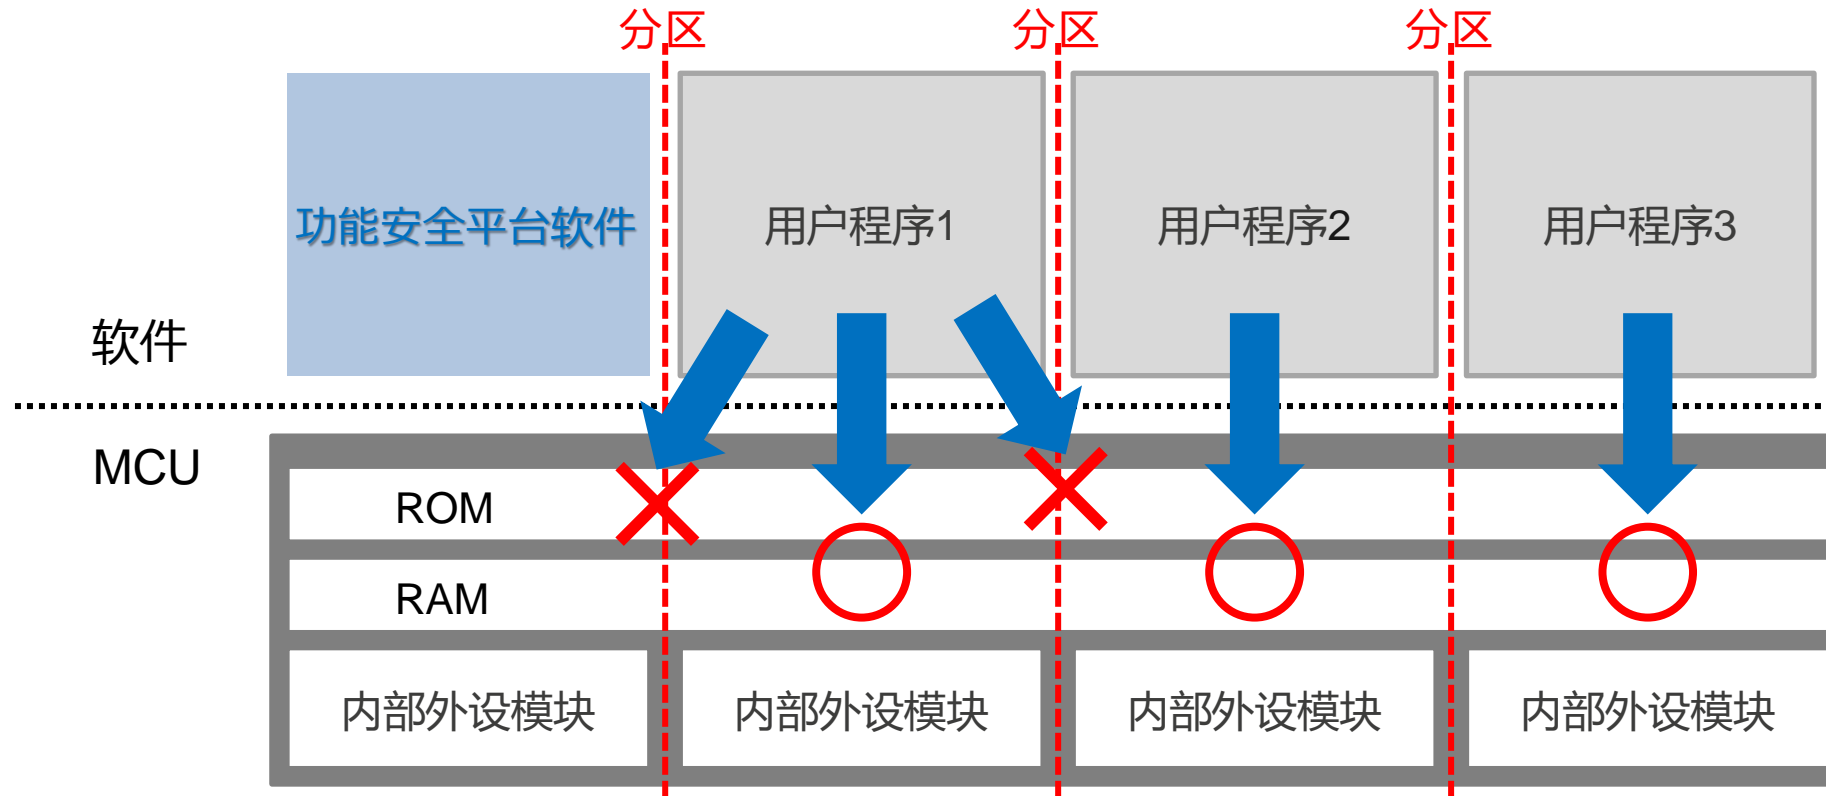 分区
分区
分区
功能安全平台软件
用户程序1
用户程序2
用户程序3
软件
MCU
ROM
RAM
内部外设模块
内部外设模块
内部外设模块
内部外设模块